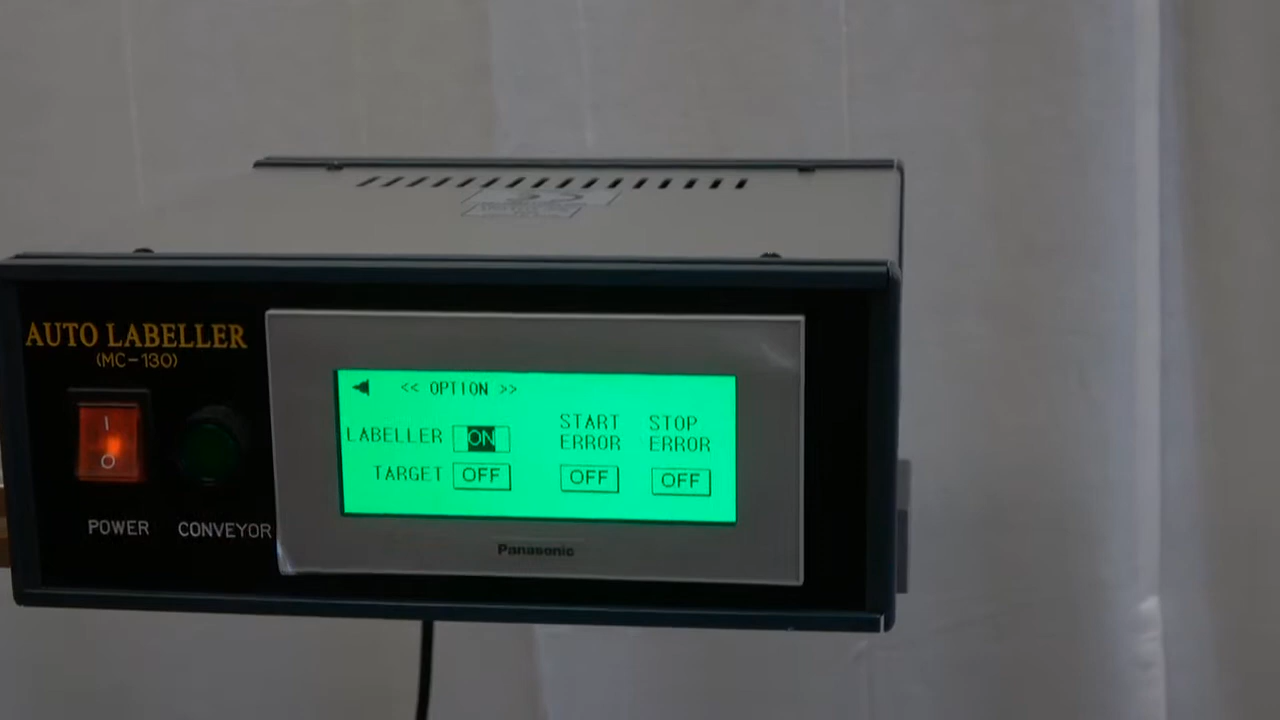 AUTO LABELLER
(MC-130)
I
O
POWER
CONVEYOR
<< OPTION >>
LABELLER ON
TARGET OFF
START ERROR
OFF
STOP ERROR
OFF
Panasonic